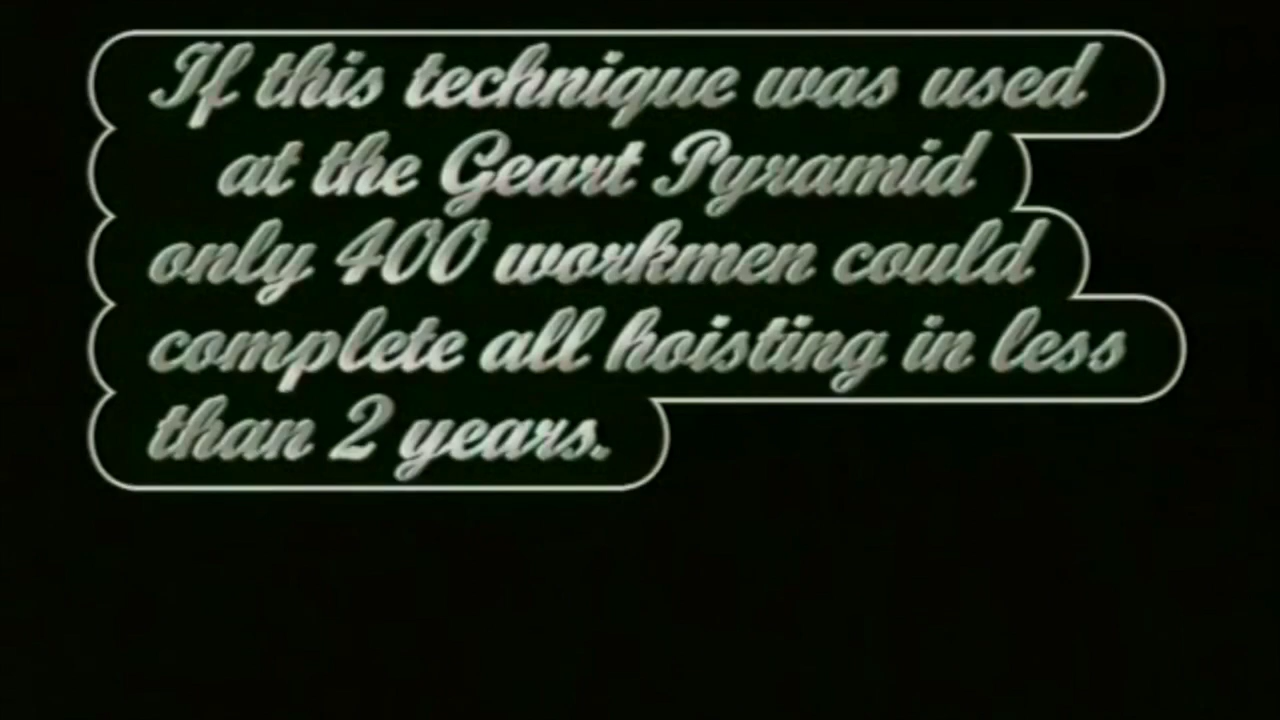 If this technique was used
at the Geart Pyramid
only 400 workmen could
complete all hoisting in less
than 2 years.